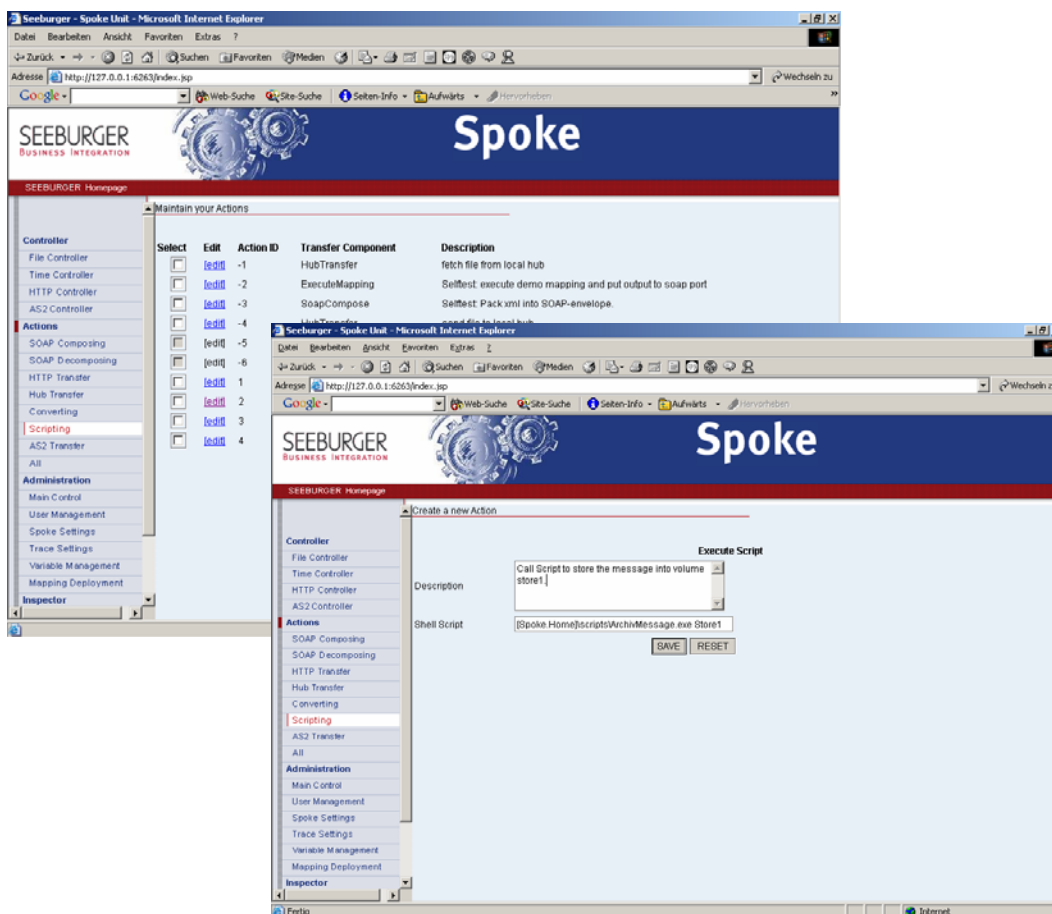 Seeburger - Spoke Unit - Microsoft Internet Explorer
Datei Bearbeiten Ansicht Favoriten Extras ?
Zurück Suchen Favoriten Medien
Adresse http://127.0.0.1:6263/index.jsp Wechseln zu
Google Web-Suche Site-Suche Seiten-Info Aufwärts Hervorheben »
SEEBURGER
BUSINESS INTEGRATION
Spoke
SEEBURGER Homepage
Maintain your Actions
Controller
File Controller
Time Controller
HTTP Controller
AS2 Controller
Actions
SOAP Composing
SOAP Decomposing
HTTP Transfer
Hub Transfer
Converting
Scripting
AS2 Transfer
All
Administration
Main Control
User Management
Spoke Settings
Trace Settings
Variable Management
Mapping Deployment
Inspector
Select Edit Action ID Transfer Component Description
[edit] -1 HubTransfer fetch file from local hub
[edit] -2 ExecuteMapping Selftest: execute demo mapping and put output to soap port
[edit] -3 SoapCompose Selftest: Pack xml into SOAP-envelope.
[edit] -4 HubTransfer send file to local hub
[edit] -5
[edit] -6
[edit] 1
[edit] 2
[edit] 3
[edit] 4
Seeburger - Spoke Unit - Microsoft Internet Explorer
Datei Bearbeiten Ansicht Favoriten Extras ?
Zurück Suchen Favoriten Medien
Adresse http://127.0.0.1:6263/index.jsp Wechseln
Google Web-Suche Site-Suche Seiten-Info Aufwärts Hervorheben
SEEBURGER
BUSINESS INTEGRATION
Spoke
SEEBURGER Homepage
Create a new Action
Controller
File Controller
Time Controller
HTTP Controller
AS2 Controller
Actions
SOAP Composing
SOAP Decomposing
HTTP Transfer
Hub Transfer
Converting
Scripting
AS2 Transfer
All
Administration
Main Control
User Management
Spoke Settings
Trace Settings
Variable Management
Mapping Deployment
Inspector
Execute Script
Description
Call Script to store the message into volume
store1.
Shell Script [Spoke.Home]\scripts\ArchivMessage.exe Store1
SAVE RESET
Fertig Internet